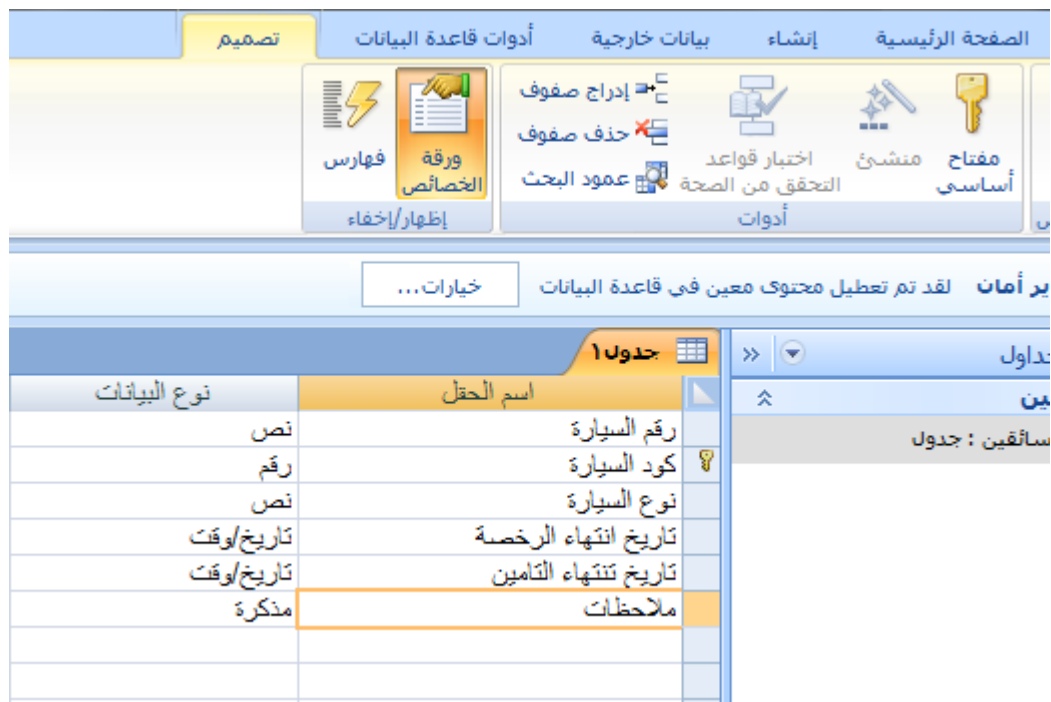 الصفحة الرئيسية إنشاء بيانات خارجية أدوات قاعدة البيانات تصميم
مفتاح أساسي
منشئ
اختبار قواعد التحقق من الصحة
إدراج صفوف
حذف صفوف
عمود البحث
أدوات
ورقة الخصائص
فهارس
إظهار/إخفاء
أمان لقد تم تعطيل محتوى معين في قاعدة البيانات خيارات...
جدول١
اسم الحقل نوع البيانات
رقم السيارة نص
كود السيارة رقم
نوع السيارة نص
تاريخ انتهاء الرخصة تاريخ/وقت
تاريخ تنتهاء التامين تاريخ/وقت
ملاحظات مذكرة
سائقين : جدول